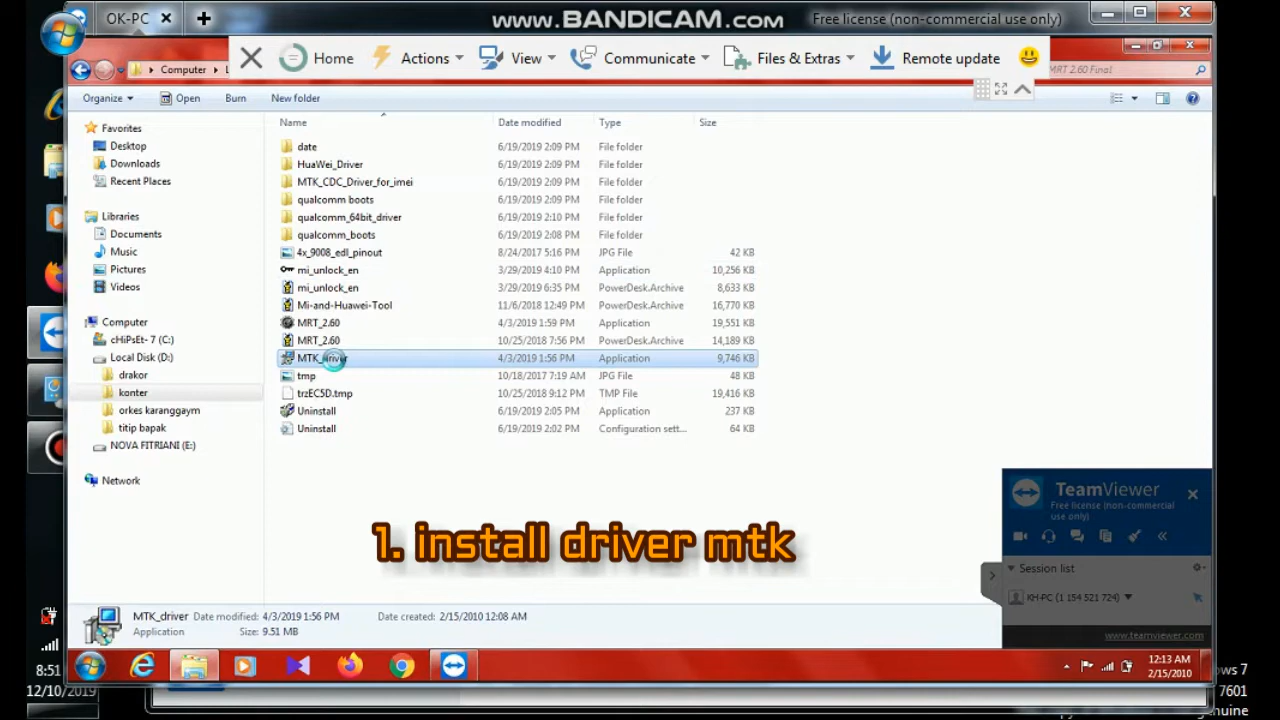 OK-PC
www.BANDICAM.com
Free license (non-commercial use only)
Home
Actions
View
Communicate
Files & Extras
Remote update
Computer
MRT 2.60 Final
Organize
Open
Burn
New folder
Name
Date modified
Type
Size
Favorites
Desktop
Downloads
Recent Places
Libraries
Documents
Music
Pictures
Videos
Computer
cHiPsEt- 7 (C:)
Local Disk (D:)
drakor
konter
orkes karanggaym
titip bapak
NOVA FITRIANI (E:)
Network
date 6/19/2019 2:09 PM File folder
HuaWei_Driver 6/19/2019 2:09 PM File folder
MTK_CDC_Driver_for_imei 6/19/2019 2:09 PM File folder
qualcomm boots 6/19/2019 2:09 PM File folder
qualcomm_64bit_driver 6/19/2019 2:10 PM File folder
qualcomm_boots 6/19/2019 2:08 PM File folder
4x_9008_edl_pinout 8/24/2017 5:16 PM JPG File 42 KB
mi_unlock_en 3/29/2019 4:10 PM Application 10,256 KB
mi_unlock_en 3/29/2019 6:35 PM PowerDesk.Archive 8,633 KB
Mi-and-Huawei-Tool 11/6/2018 12:49 PM PowerDesk.Archive 16,770 KB
MRT_2.60 4/3/2019 1:59 PM Application 19,551 KB
MRT_2.60 10/25/2018 7:56 PM PowerDesk.Archive 14,189 KB
MTK_driver 4/3/2019 1:56 PM Application 9,746 KB
tmp 10/18/2017 7:19 AM JPG File 48 KB
trzEC5D.tmp 10/25/2018 9:12 PM TMP File 19,416 KB
Uninstall 6/19/2019 2:05 PM Application 237 KB
Uninstall 6/19/2019 2:02 PM Configuration sett... 64 KB
1. install driver mtk
TeamViewer
Free license (non-commercial
use only)
Session list
KH-PC (1 154 521 724)
www.teamviewer.com
MTK_driver Date modified: 4/3/2019 1:56 PM Date created: 2/15/2010 12:08 AM
Application Size: 9.51 MB
12:13 AM
2/15/2010
8:51
12/10/2019
ows 7
7601
nuine